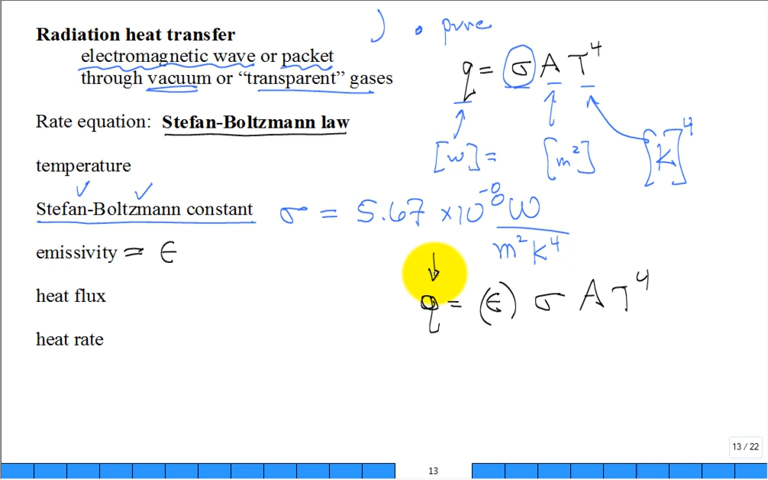 ) • pure
Radiation heat transfer
q = σ A T⁴
electromagnetic wave or packet
through vacuum or “transparent” gases
Rate equation: Stefan-Boltzmann law
[W] = [m²] [K]⁴
temperature
Stefan-Boltzmann constant σ = 5.67 × 10⁻⁸ W / m² K⁴
emissivity = ϵ
heat flux
q = (ϵ) σ A T⁴
heat rate
13 / 22
13